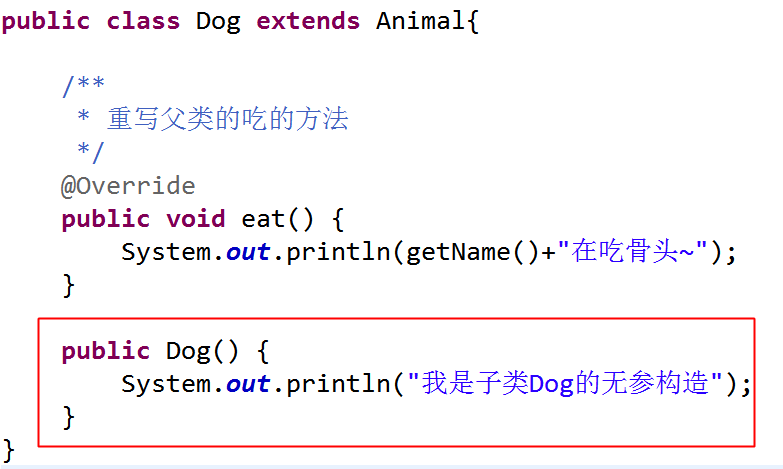 public class Dog extends Animal{
/**
* 重写父类的吃的方法
*/
@Override
public void eat() {
System.out.println(getName()+"在吃骨头~");
}
public Dog() {
System.out.println("我是子类Dog的无参构造");
}
}